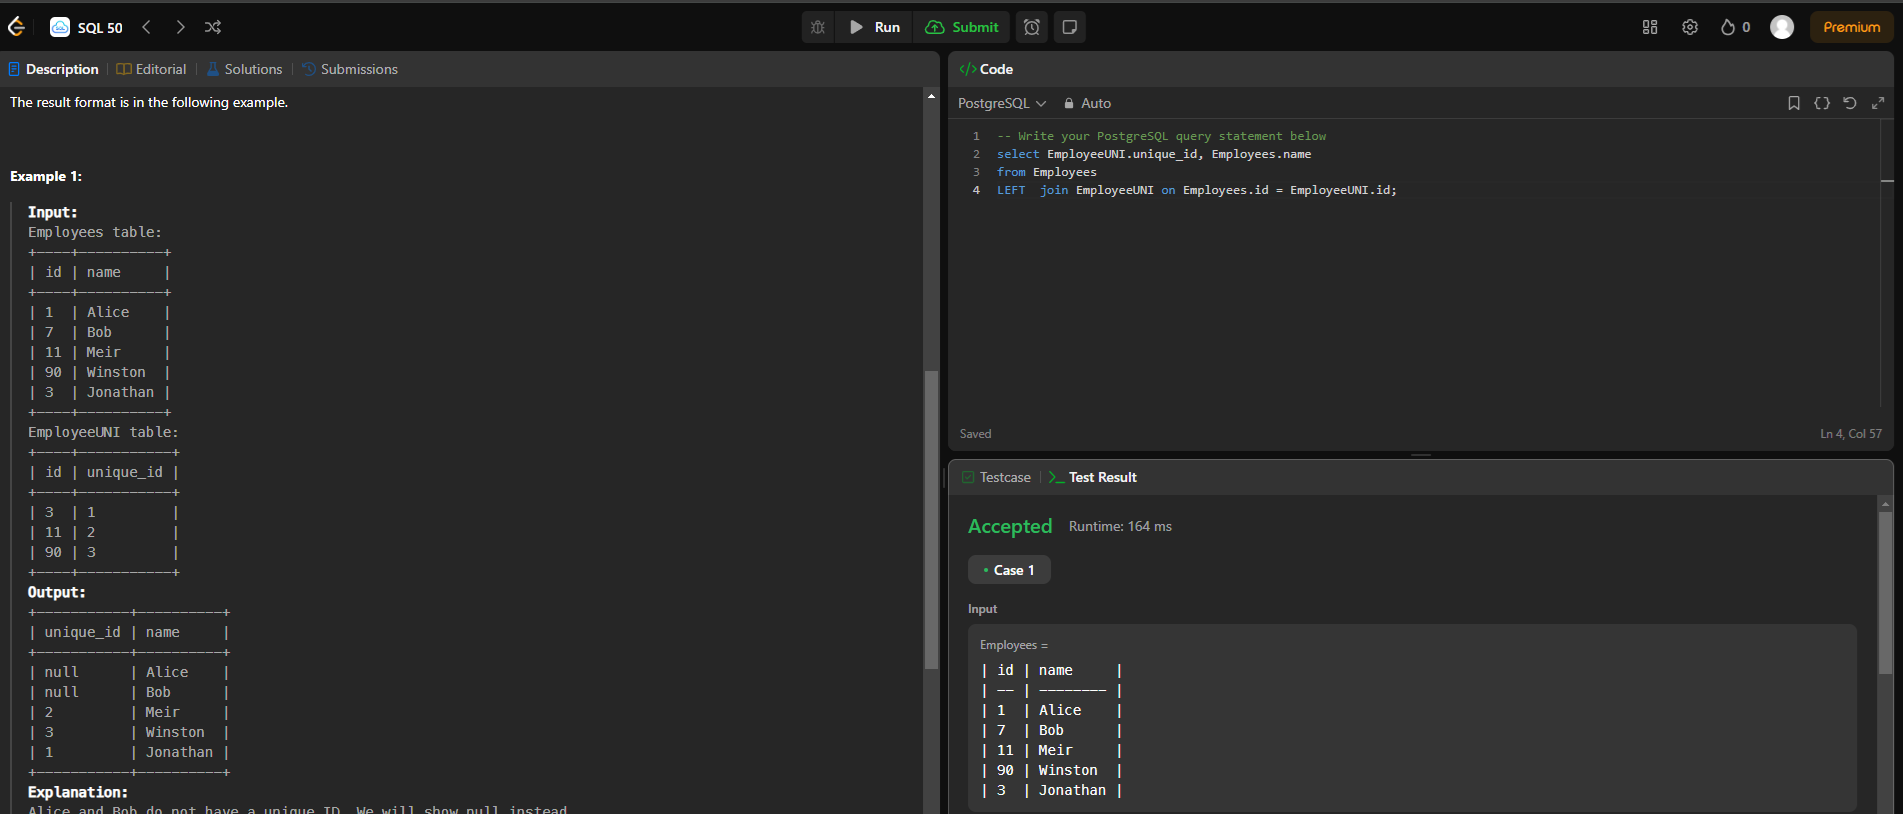 SQL 50
Run
Submit
0
Premium
Description
Editorial
Solutions
Submissions
The result format is in the following example.
Example 1:
Input:
Employees table:
+----+----------+
| id | name     |
+----+----------+
| 1  | Alice    |
| 7  | Bob      |
| 11 | Meir     |
| 90 | Winston  |
| 3  | Jonathan |
+----+----------+
EmployeeUNI table:
+----+-----------+
| id | unique_id |
+----+-----------+
| 3  | 1         |
| 11 | 2         |
| 90 | 3         |
+----+-----------+
Output:
+-----------+----------+
| unique_id | name     |
+-----------+----------+
| null      | Alice    |
| null      | Bob      |
| 2         | Meir     |
| 3         | Winston  |
| 1         | Jonathan |
+-----------+----------+
Explanation:
Alice and Bob do not have a unique ID, We will show null instead.
</> Code
PostgreSQL
Auto
1 -- Write your PostgreSQL query statement below
2 select EmployeeUNI.unique_id, Employees.name
3 from Employees
4 LEFT  join EmployeeUNI on Employees.id = EmployeeUNI.id;
Saved
Ln 4, Col 57
Testcase
Test Result
Accepted
Runtime: 164 ms
Case 1
Input
Employees =
| id | name     |
| -- | -------- |
| 1  | Alice    |
| 7  | Bob      |
| 11 | Meir     |
| 90 | Winston  |
| 3  | Jonathan |